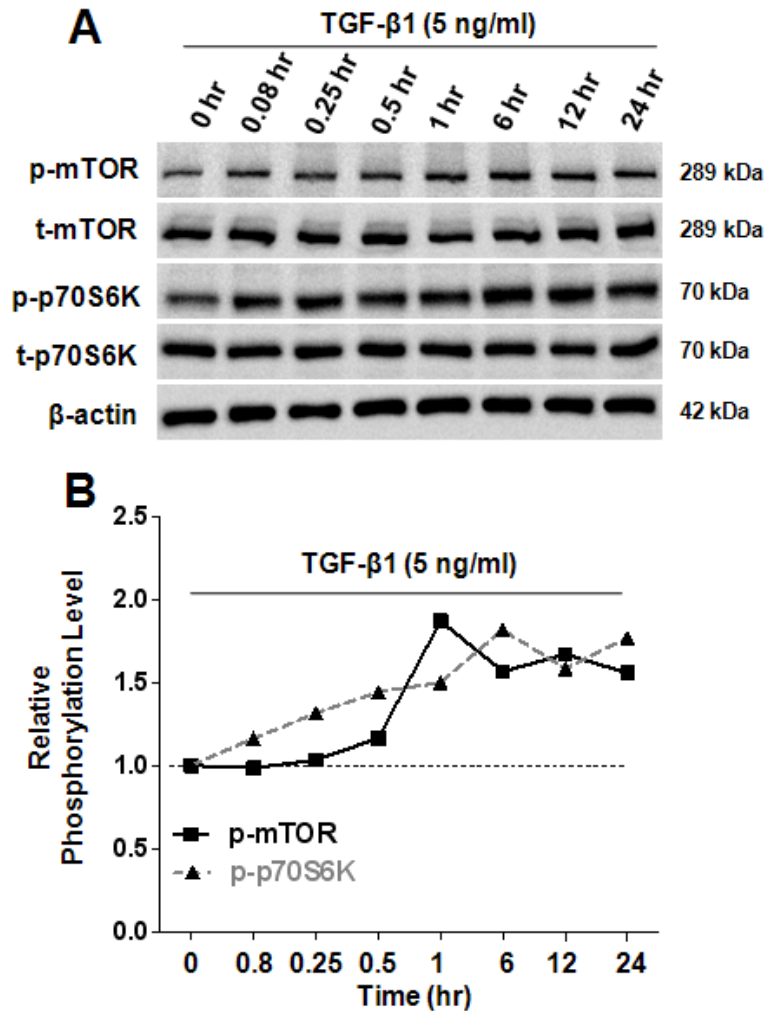 A
TGF-β1 (5 ng/ml)
0 hr 0.08 hr 0.25 hr 0.5 hr 1 hr 6 hr 12 hr 24 hr
p-mTOR 289 kDa
t-mTOR 289 kDa
p-p70S6K 70 kDa
t-p70S6K 70 kDa
β-actin 42 kDa
B
2.5
TGF-β1 (5 ng/ml)
2.0
1.5
1.0
Relative
Phosphorylation Level
p-mTOR
0.5
p-p70S6K
0.0
0 0.8 0.25 0.5 1 6 12 24
Time (hr)